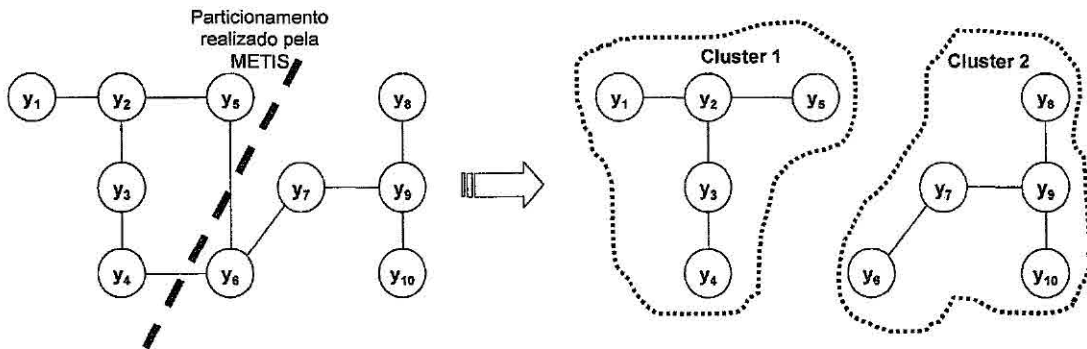 Particionamento
realizado pela
METIS
y1 y2 y5 y8
y3 y7 y9
y4 y6 y10
Cluster 1
y1 y2 y5
y3
y4
Cluster 2
y8
y7 y9
y6 y10